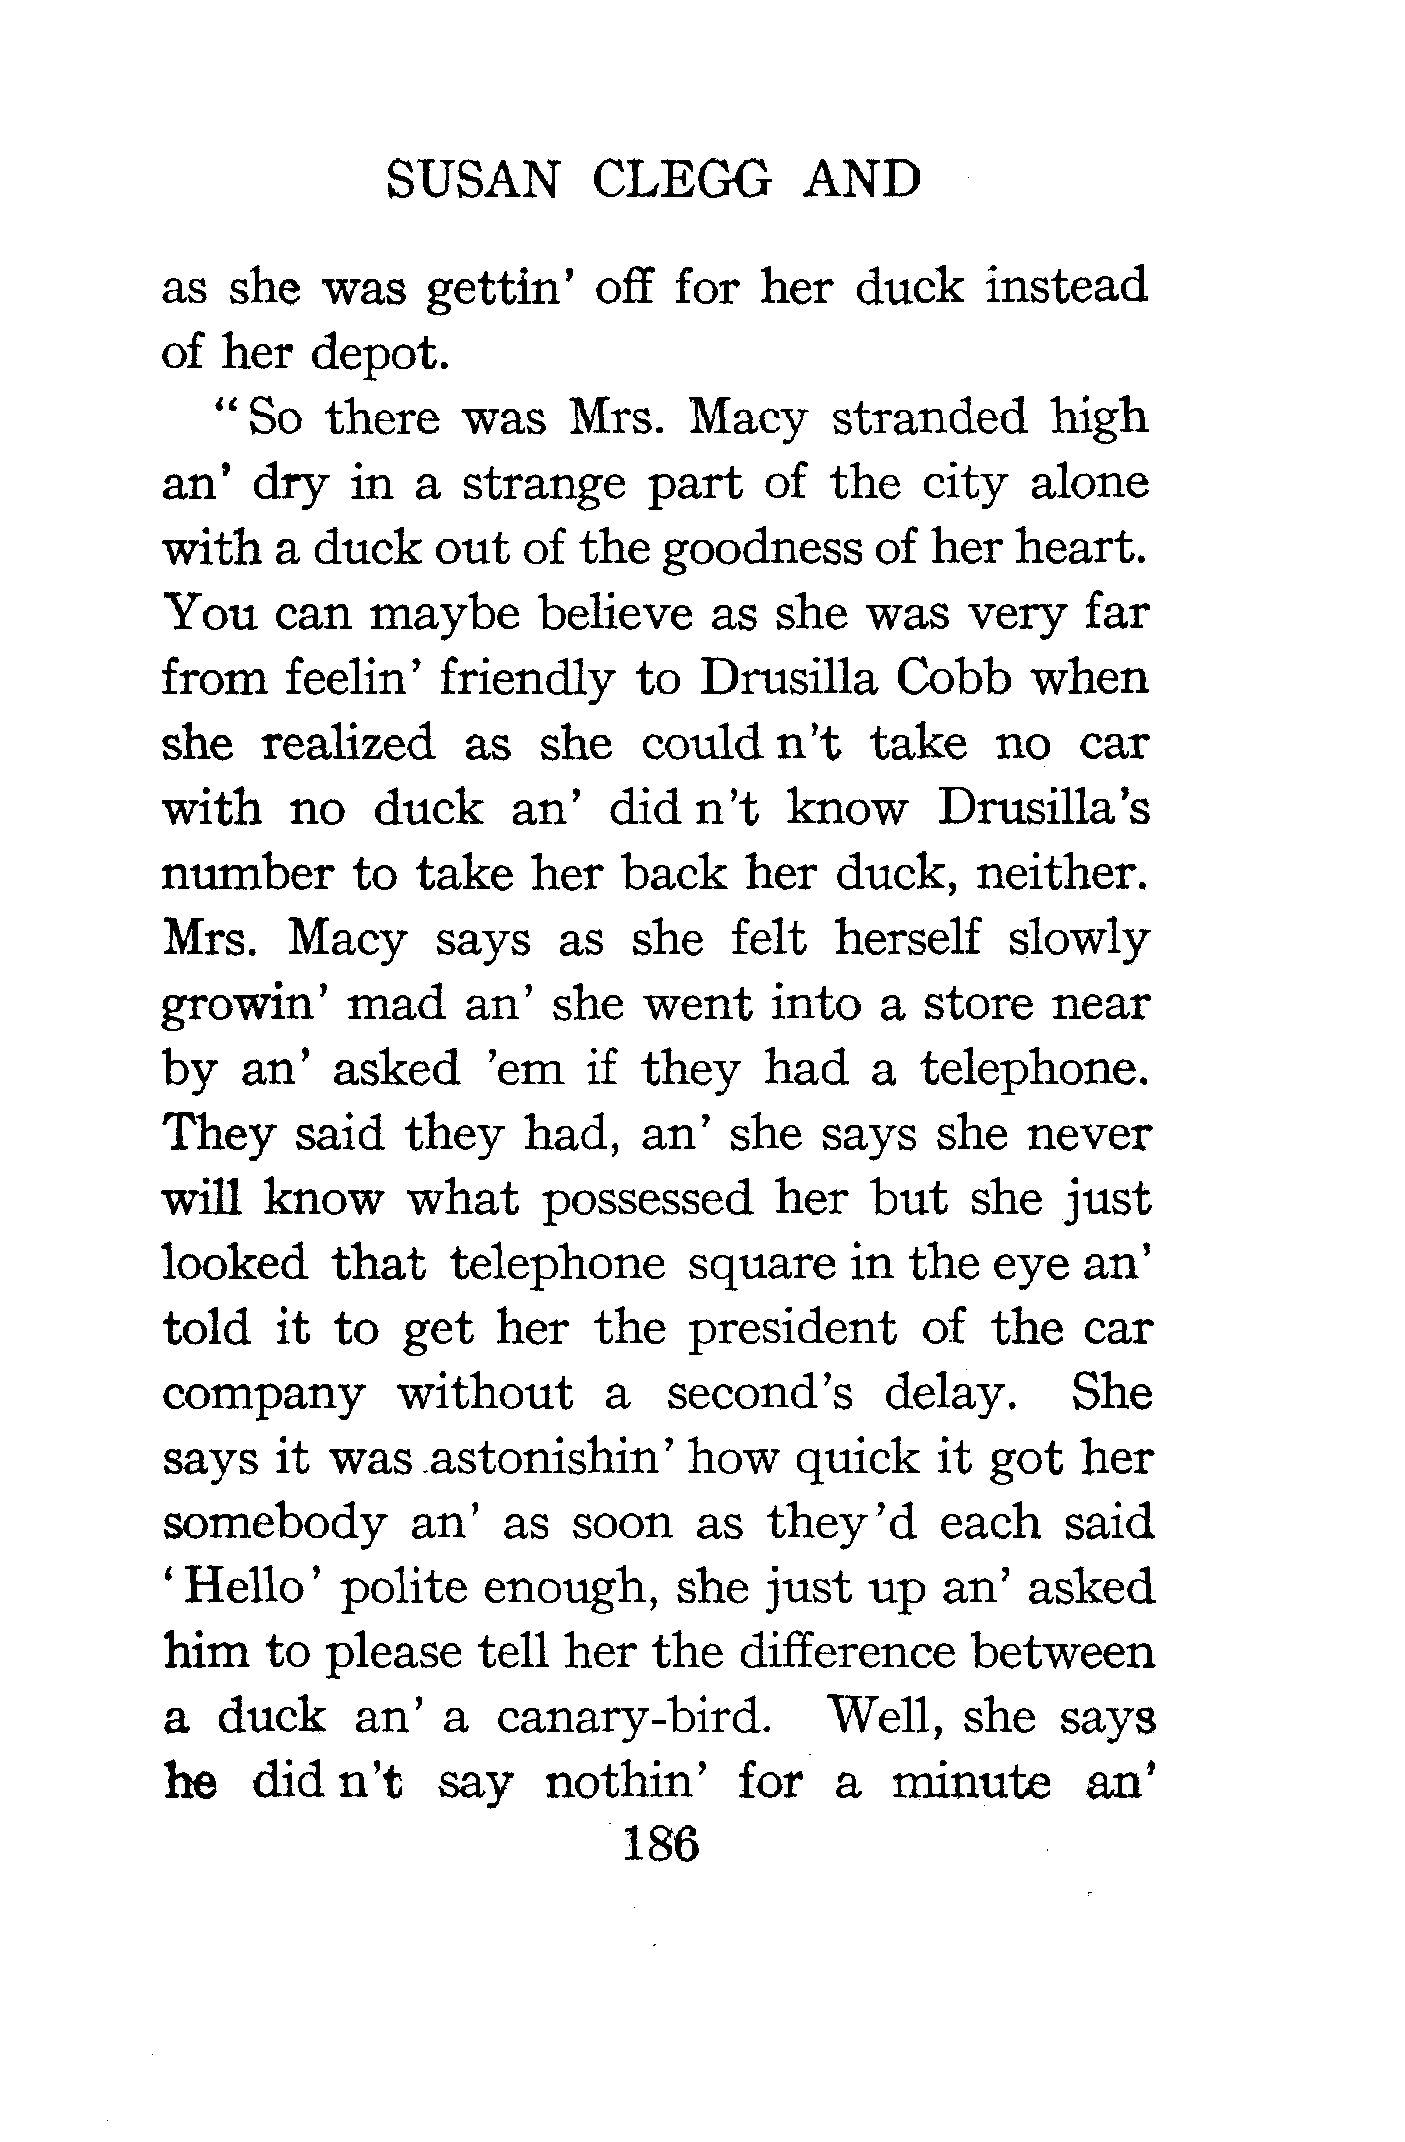 SUSAN CLEGG AND
as she was gettin' off for her duck instead
of her depot.
"So there was Mrs. Macy stranded high
an' dry in a strange part of the city alone
with a duck out of the goodness of her heart.
You can maybe believe as she was very far
from feelin' friendly to Drusilla Cobb when
she realized as she could n't take no car
with no duck an' did n't know Drusilla's
number to take her back her duck, neither.
Mrs. Macy says as she felt herself slowly
growin' mad an' she went into a store near
by an' asked 'em if they had a telephone.
They said they had, an' she says she never
will know what possessed her but she just
looked that telephone square in the eye an'
told it to get her the president of the car
company without a second's delay. She
says it was astonishin' how quick it got her
somebody an' as soon as they'd each said
'Hello' polite enough, she just up an' asked
him to please tell her the difference between
a duck an' a canary-bird. Well, she says
he did n't say nothin' for a minute an'
186